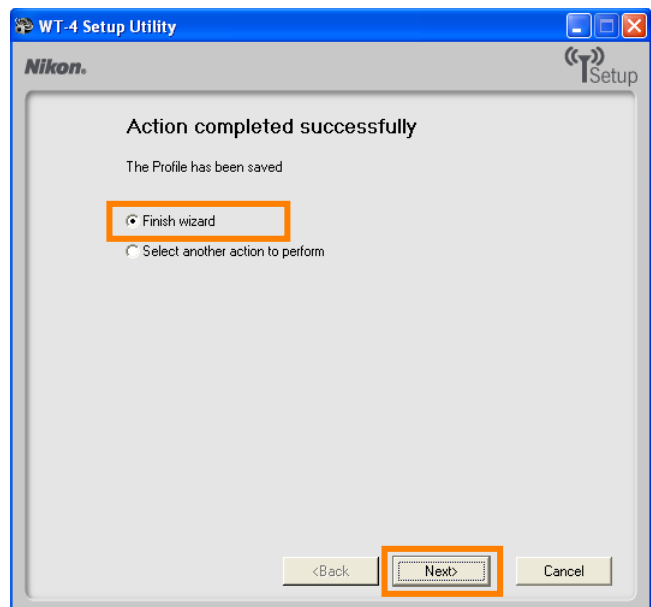 WT-4 Setup Utility
Nikon®
Setup
Action completed successfully
The Profile has been saved
Finish wizard
Select another action to perform
<Back
Next>
Cancel